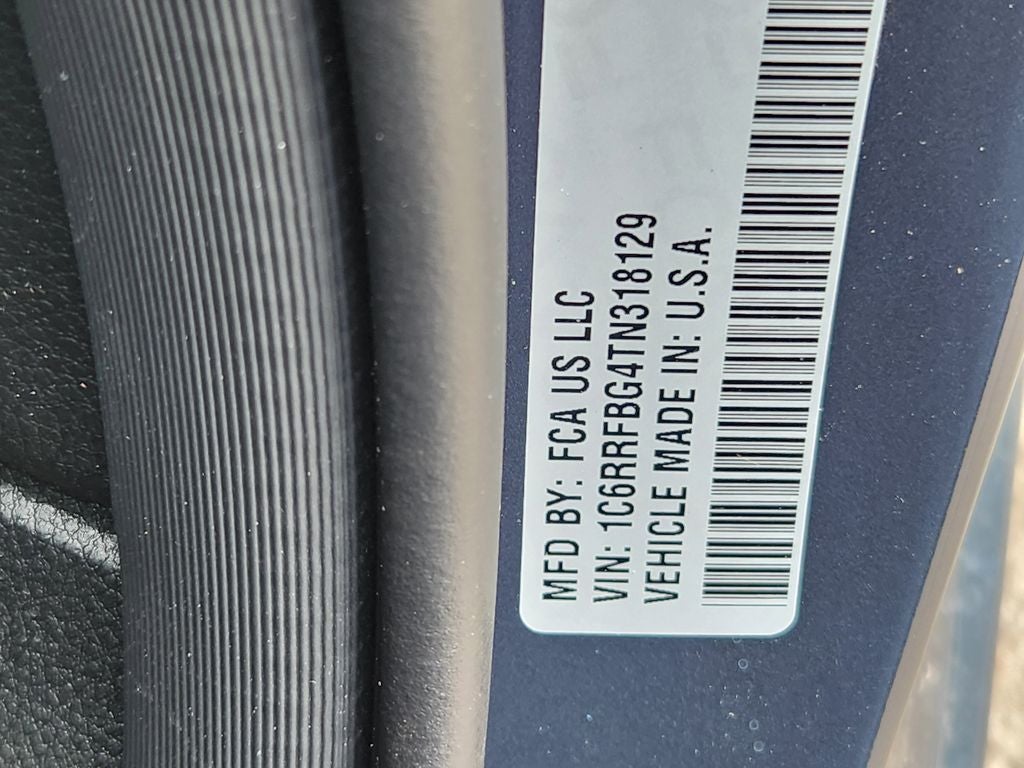 MFD BY: FCA US LLC
VIN: 1C6RRFBG4TN318129
VEHICLE MADE IN: U.S.A.